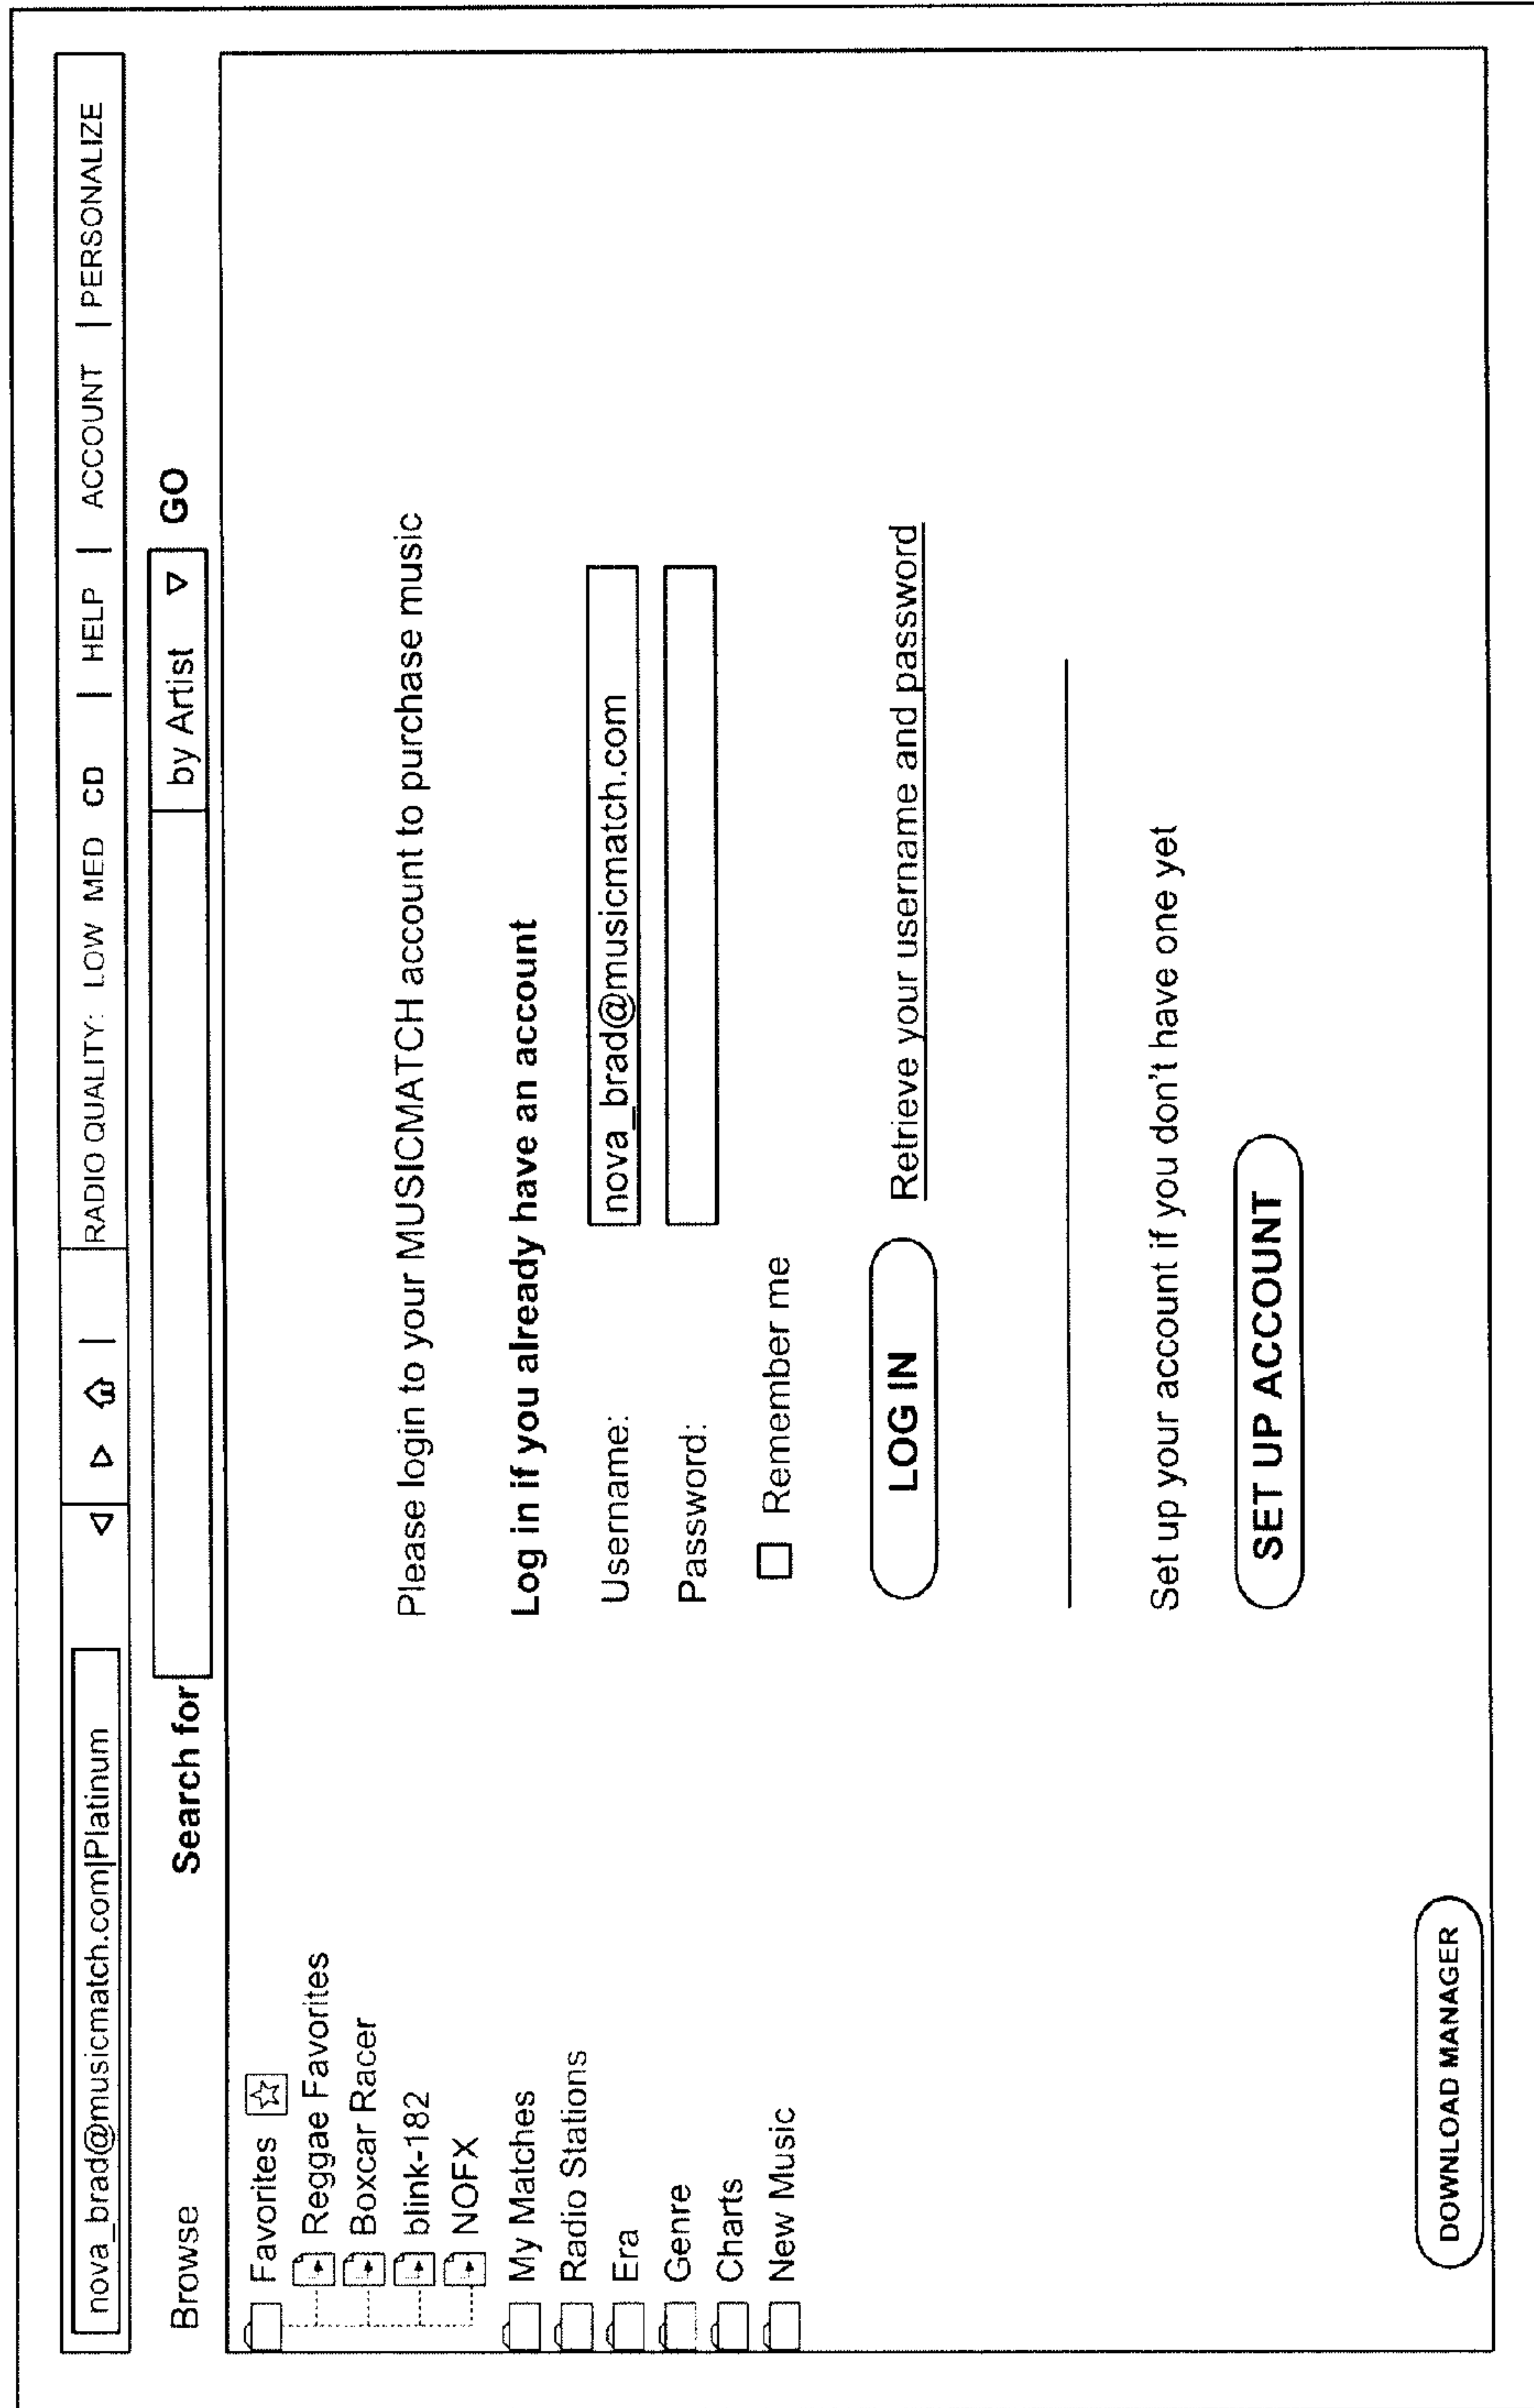 nova_brad@musicmatch.com|Platinum
RADIO QUALITY: LOW MED CD | HELP | ACCOUNT | PERSONALIZE
Browse
Search for
by Artist
GO
Favorites
Reggae Favorites
Boxcar Racer
blink-182
NOFX
My Matches
Radio Stations
Era
Genre
Charts
New Music
DOWNLOAD MANAGER
Please login to your MUSICMATCH account to purchase music
Log in if you already have an account
Username: nova_brad@musicmatch.com
Password:
Remember me
LOG IN Retrieve your username and password
Set up your account if you don't have one yet
SET UP ACCOUNT